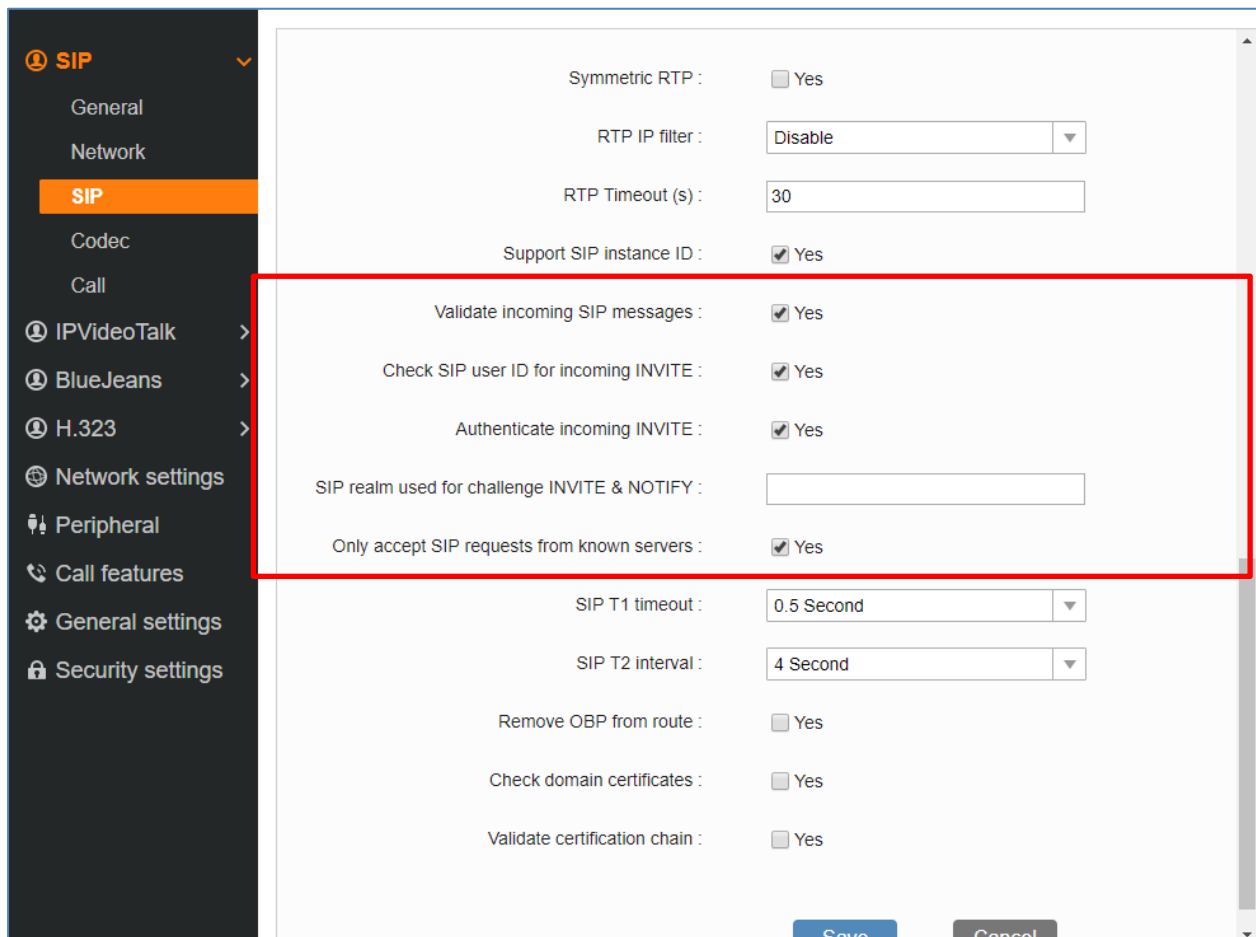 SIP
General
Network
SIP
Codec
Call
IPVideoTalk
BlueJeans
H.323
Network settings
Peripheral
Call features
General settings
Security settings
Symmetric RTP : Yes
RTP IP filter : Disable
RTP Timeout (s) : 30
Support SIP instance ID : Yes
Validate incoming SIP messages : Yes
Check SIP user ID for incoming INVITE : Yes
Authenticate incoming INVITE : Yes
SIP realm used for challenge INVITE & NOTIFY :
Only accept SIP requests from known servers : Yes
SIP T1 timeout : 0.5 Second
SIP T2 interval : 4 Second
Remove OBP from route : Yes
Check domain certificates : Yes
Validate certification chain : Yes
Save Cancel